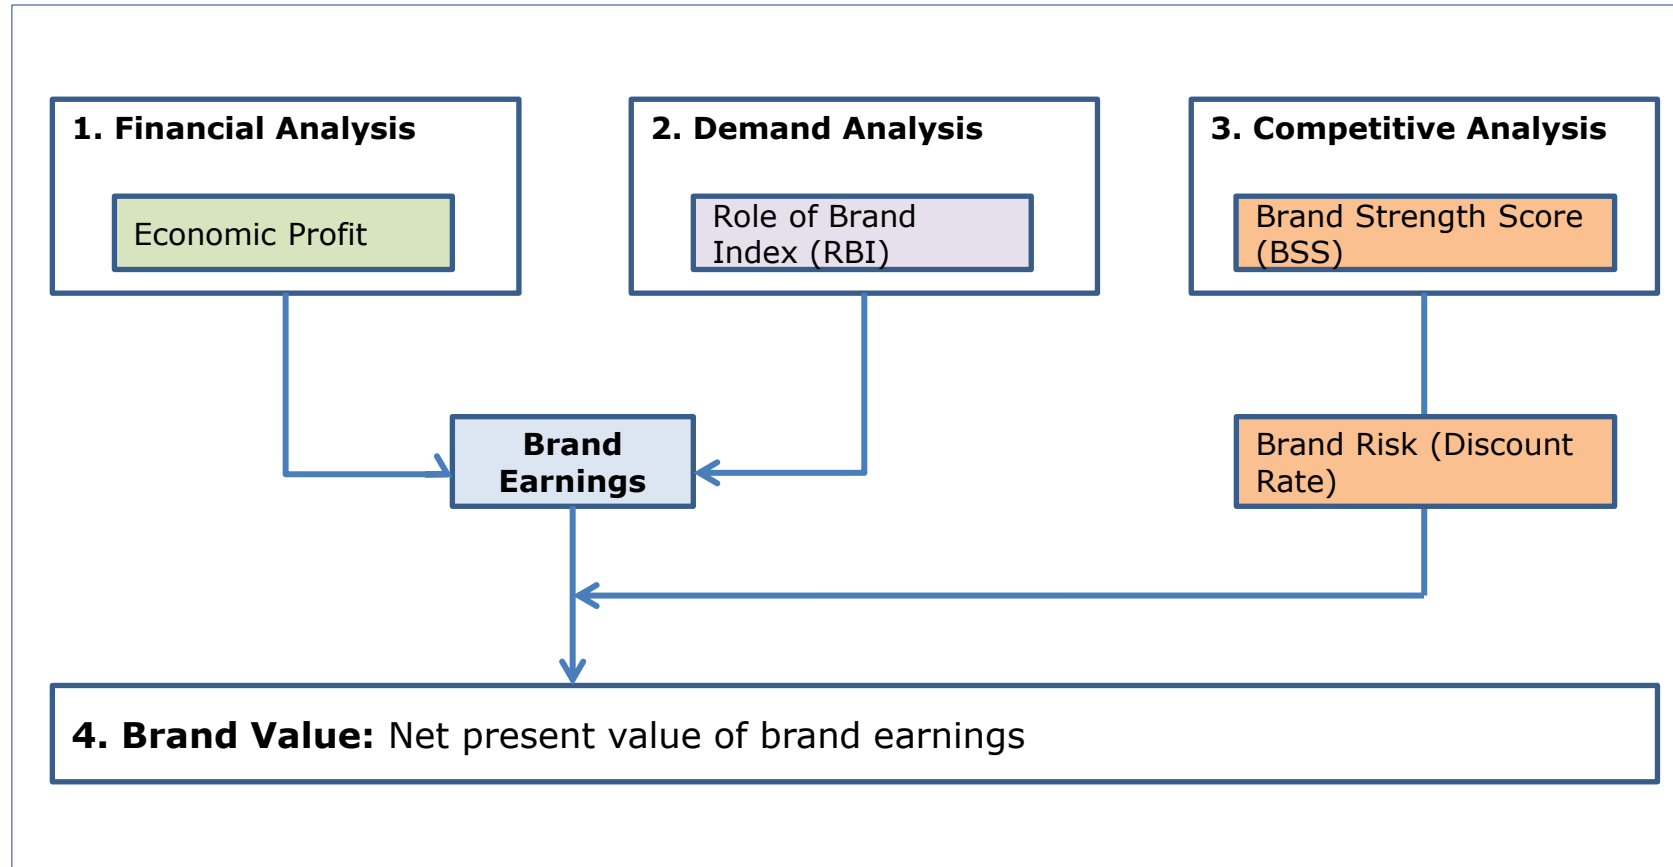 1. Financial Analysis
Economic Profit
2. Demand Analysis
Role of Brand
Index (RBI)
3. Competitive Analysis
Brand Strength Score
(BSS)
Brand
Earnings
Brand Risk (Discount
Rate)
4. Brand Value: Net present value of brand earnings